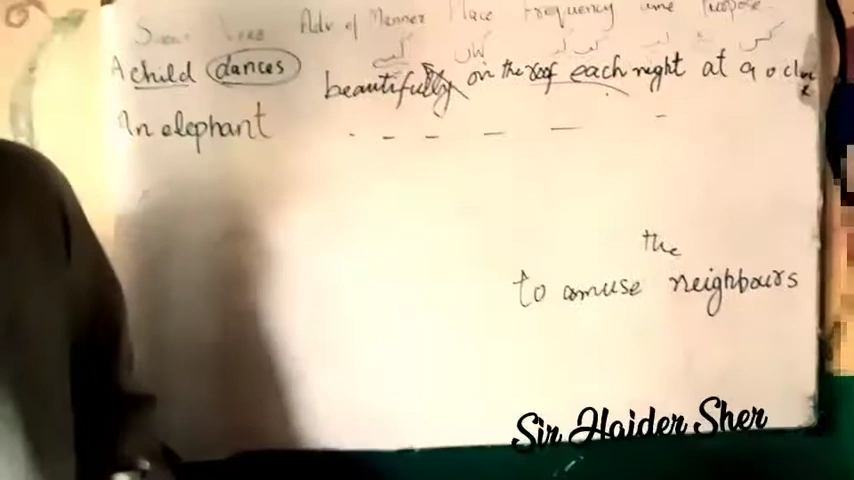 Adv of Manner Place Frequency Time Purpose
A child dances beautifully on the roof each night at 9 o clock
An elephant . - - - - -
the
to amuse neighbours
Sir Haider Sher